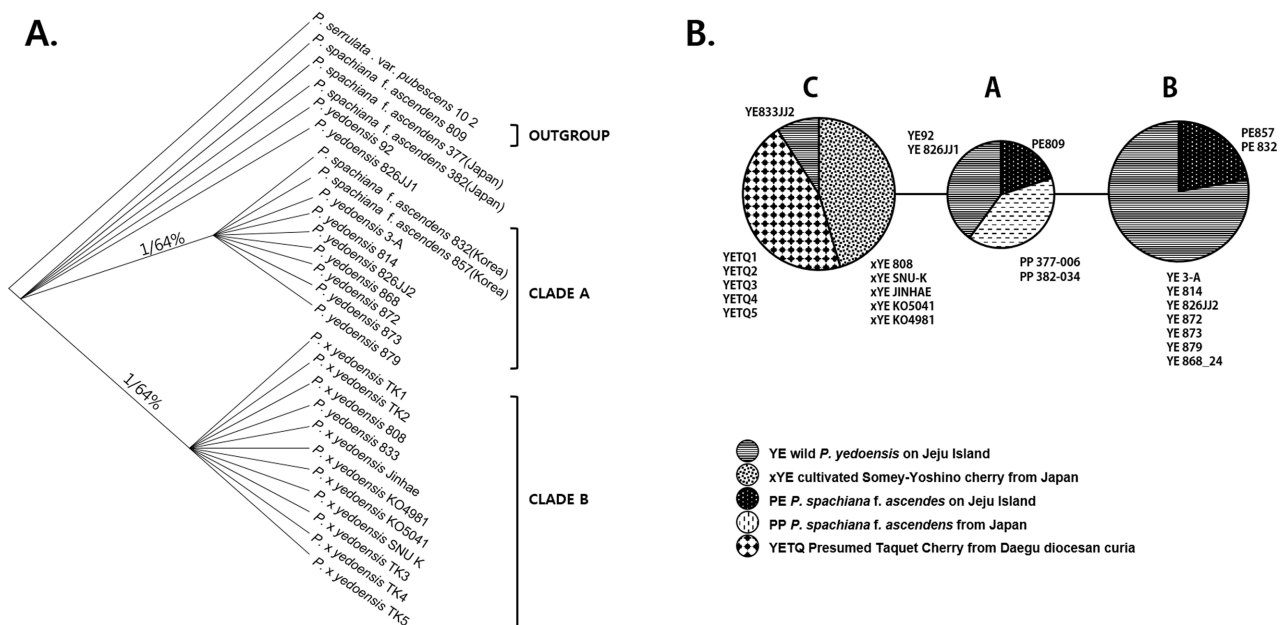 A.
P. serrulata . var. pubescens 10 2
P. spachiana f. ascendens 809
P. spachiana f. ascendens 377(Japan)
P. spachiana f. ascendens 382(Japan)
P. yedoensis 92
P. yedoensis 826JJ1
P. spachiana f. ascendens 832(Korea)
P. spachiana f. ascendens 857(Korea)
P. yedoensis 3-A
P. yedoensis 814
P. yedoensis 826JJ2
P. yedoensis 868
P. yedoensis 872
P. yedoensis 873
P. yedoensis 879
P. x yedoensis TK1
P. x yedoensis TK2
P. yedoensis 808
P. yedoensis 833
P. x yedoensis Jinhae
P. x yedoensis KO4981
P. x yedoensis KO5041
P. x yedoensis SNU K
P. x yedoensis TK3
P. x yedoensis TK4
P. x yedoensis TK5
1/64%
1/64%
OUTGROUP
CLADE A
CLADE B
B.
C
A
B
YE833JJ2
YETQ1
YETQ2
YETQ3
YETQ4
YETQ5
xYE 808
xYE SNU-K
xYE JINHAE
xYE KO5041
xYE KO4981
YE92
YE 826JJ1
PE809
PP 377-006
PP 382-034
PE857
PE 832
YE 3-A
YE 814
YE 826JJ2
YE 872
YE 873
YE 879
YE 868_24
YE wild P. yedoensis on Jeju Island
xYE cultivated Somey-Yoshino cherry from Japan
PE P. spachiana f. ascendes on Jeju Island
PP P. spachiana f. ascendens from Japan
YETQ Presumed Taquet Cherry from Daegu diocesan curia